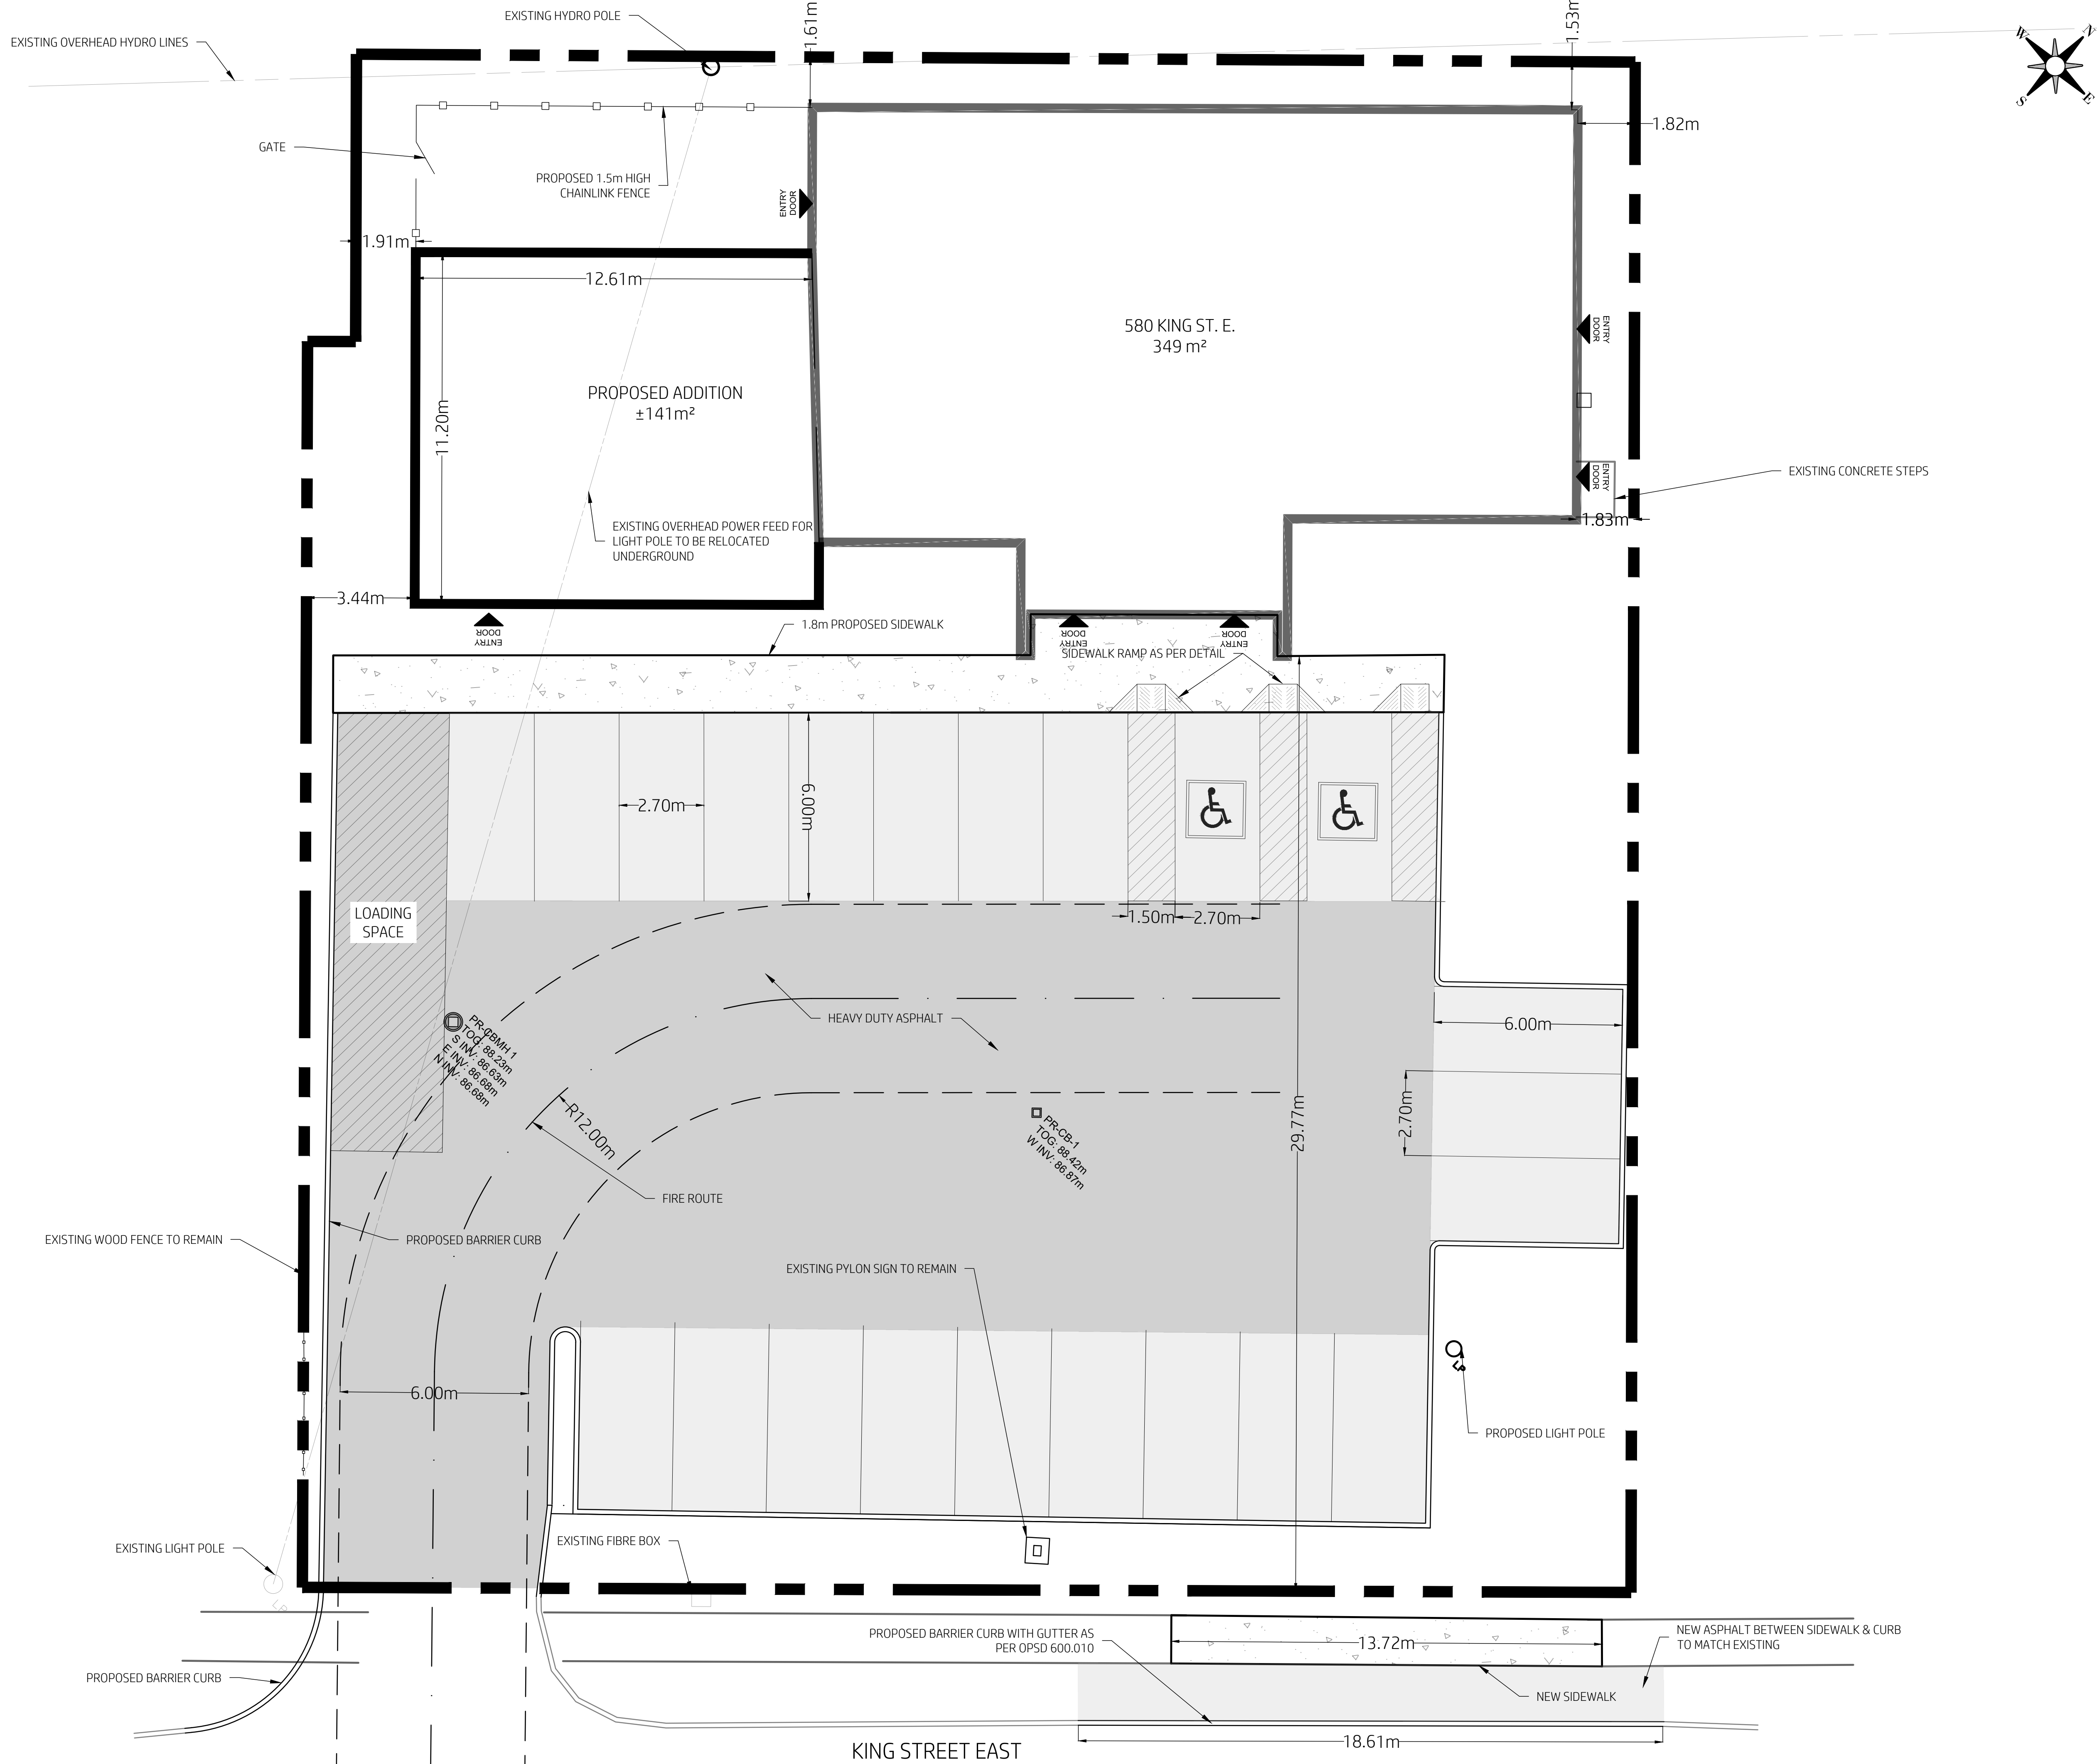 EXISTING HYDRO POLE
1.61m
1.53m
EXISTING OVERHEAD HYDRO LINES
W
N
S
E
1.82m
GATE
PROPOSED 1.5m HIGH
CHAINLINK FENCE
ENTRY
DOOR
1.91m
12.61m
580 KING ST. E.
349 m²
ENTRY
DOOR
PROPOSED ADDITION
±141m²
11.20m
ENTRY
DOOR
EXISTING CONCRETE STEPS
1.83m
EXISTING OVERHEAD POWER FEED FOR
LIGHT POLE TO BE RELOCATED
UNDERGROUND
3.44m
ENTRY
DOOR
1.8m PROPOSED SIDEWALK
ENTRY
DOOR
ENTRY
DOOR
SIDEWALK RAMP AS PER DETAIL
2.70m
6.00m
LOADING
SPACE
1.50m
2.70m
PR-CBMH 1
TOG: 88.23m
S INV: 86.63m
E INV: 86.68m
N INV: 86.68m
HEAVY DUTY ASPHALT
6.00m
R12.00m
PR-CB-1
TOG: 88.42m
W INV: 86.87m
29.77m
2.70m
FIRE ROUTE
EXISTING WOOD FENCE TO REMAIN
PROPOSED BARRIER CURB
EXISTING PYLON SIGN TO REMAIN
LP
6.00m
PROPOSED LIGHT POLE
EXISTING LIGHT POLE
EXISTING FIBRE BOX
LP
PROPOSED BARRIER CURB WITH GUTTER AS
PER OPSD 600.010
13.72m
NEW ASPHALT BETWEEN SIDEWALK & CURB
TO MATCH EXISTING
PROPOSED BARRIER CURB
NEW SIDEWALK
18.61m
KING STREET EAST